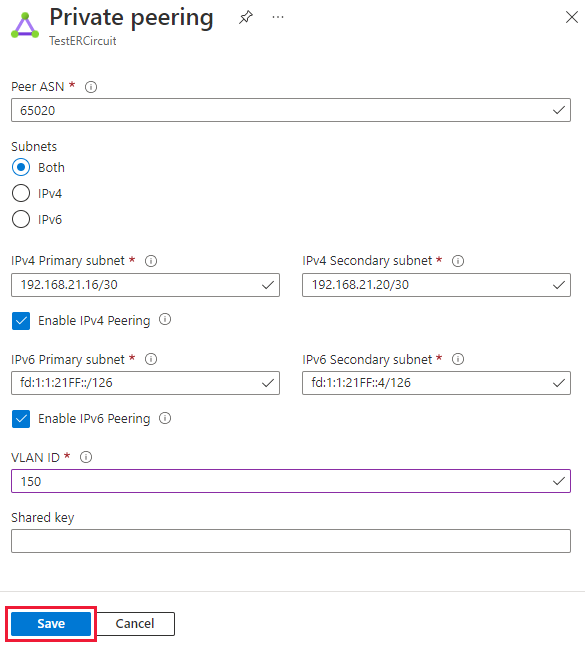 Private peering
TestERCircuit
Peer ASN *
65020
Subnets
Both
IPv4
IPv6
IPv4 Primary subnet * IPv4 Secondary subnet *
192.168.21.16/30 192.168.21.20/30
Enable IPv4 Peering
IPv6 Primary subnet * IPv6 Secondary subnet *
fd:1:1:21FF::/126 fd:1:1:21FF::4/126
Enable IPv6 Peering
VLAN ID *
150
Shared key
Save Cancel